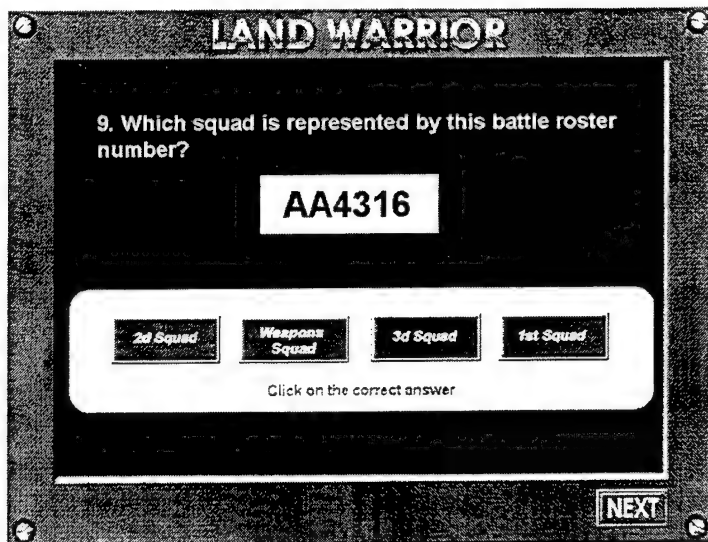 LAND WARRIOR
9. Which squad is represented by this battle roster
number?
AA4316
2d Squad
Weapons
Squad
3d Squad
1st Squad
Click on the correct answer
NEXT